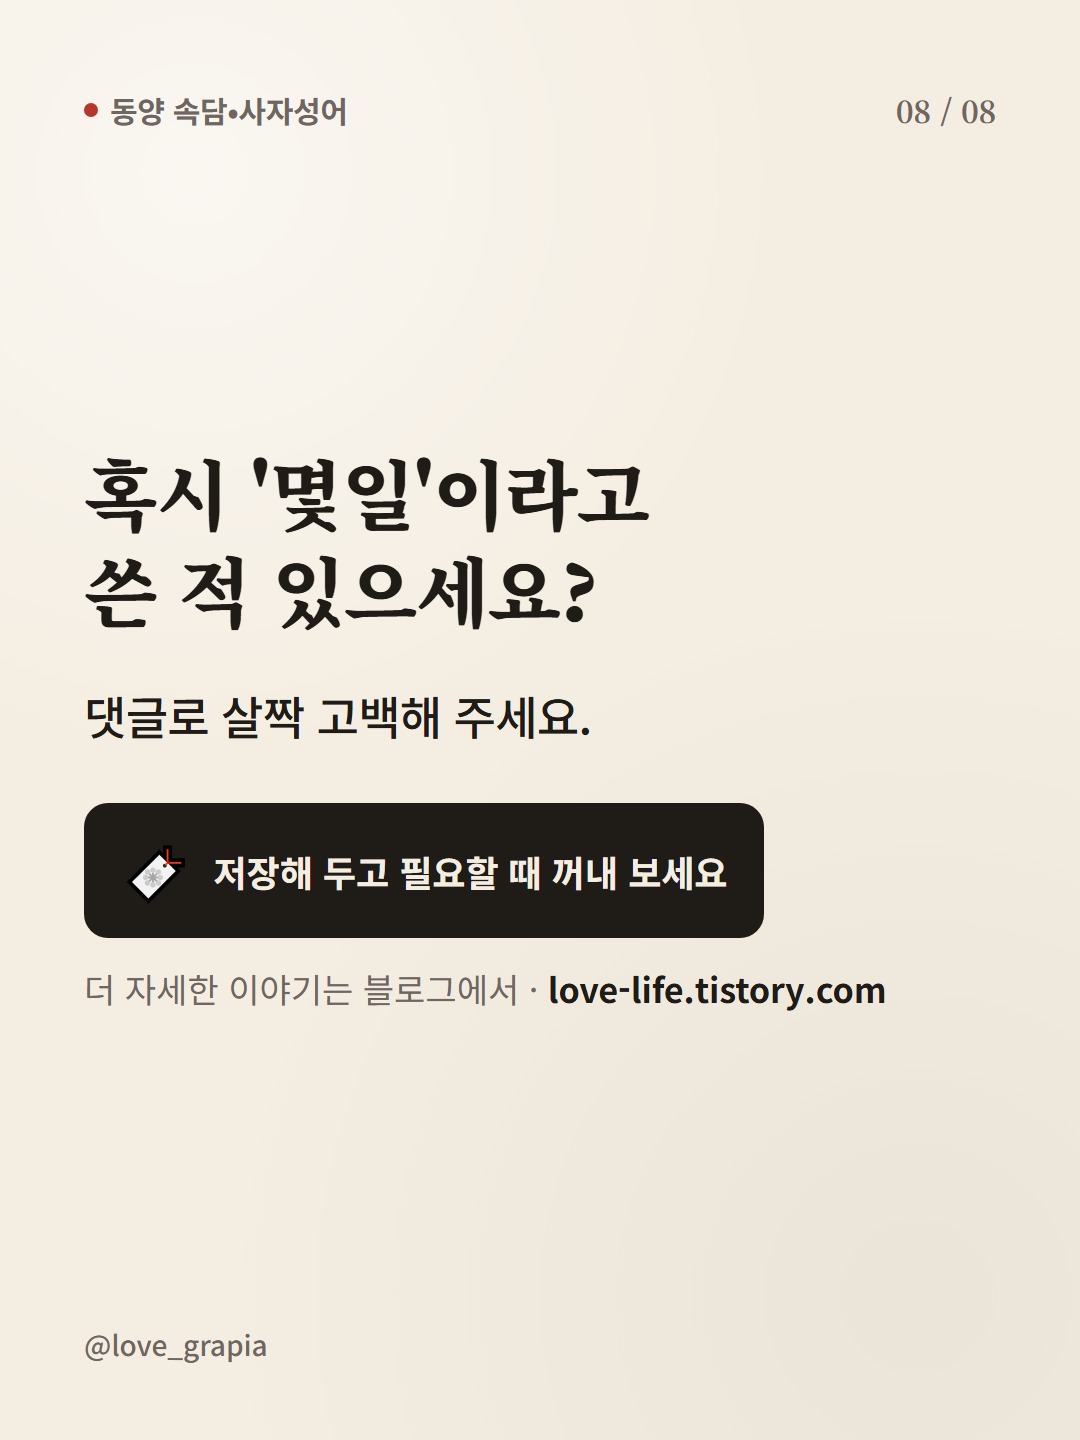 동양 속담•사자성어
08 / 08
혹시 '몇일'이라고
쓴 적 있으세요?
댓글로 살짝 고백해 주세요.
저장해 두고 필요할 때 꺼내 보세요
더 자세한 이야기는 블로그에서 · love-life.tistory.com
@love_grapia